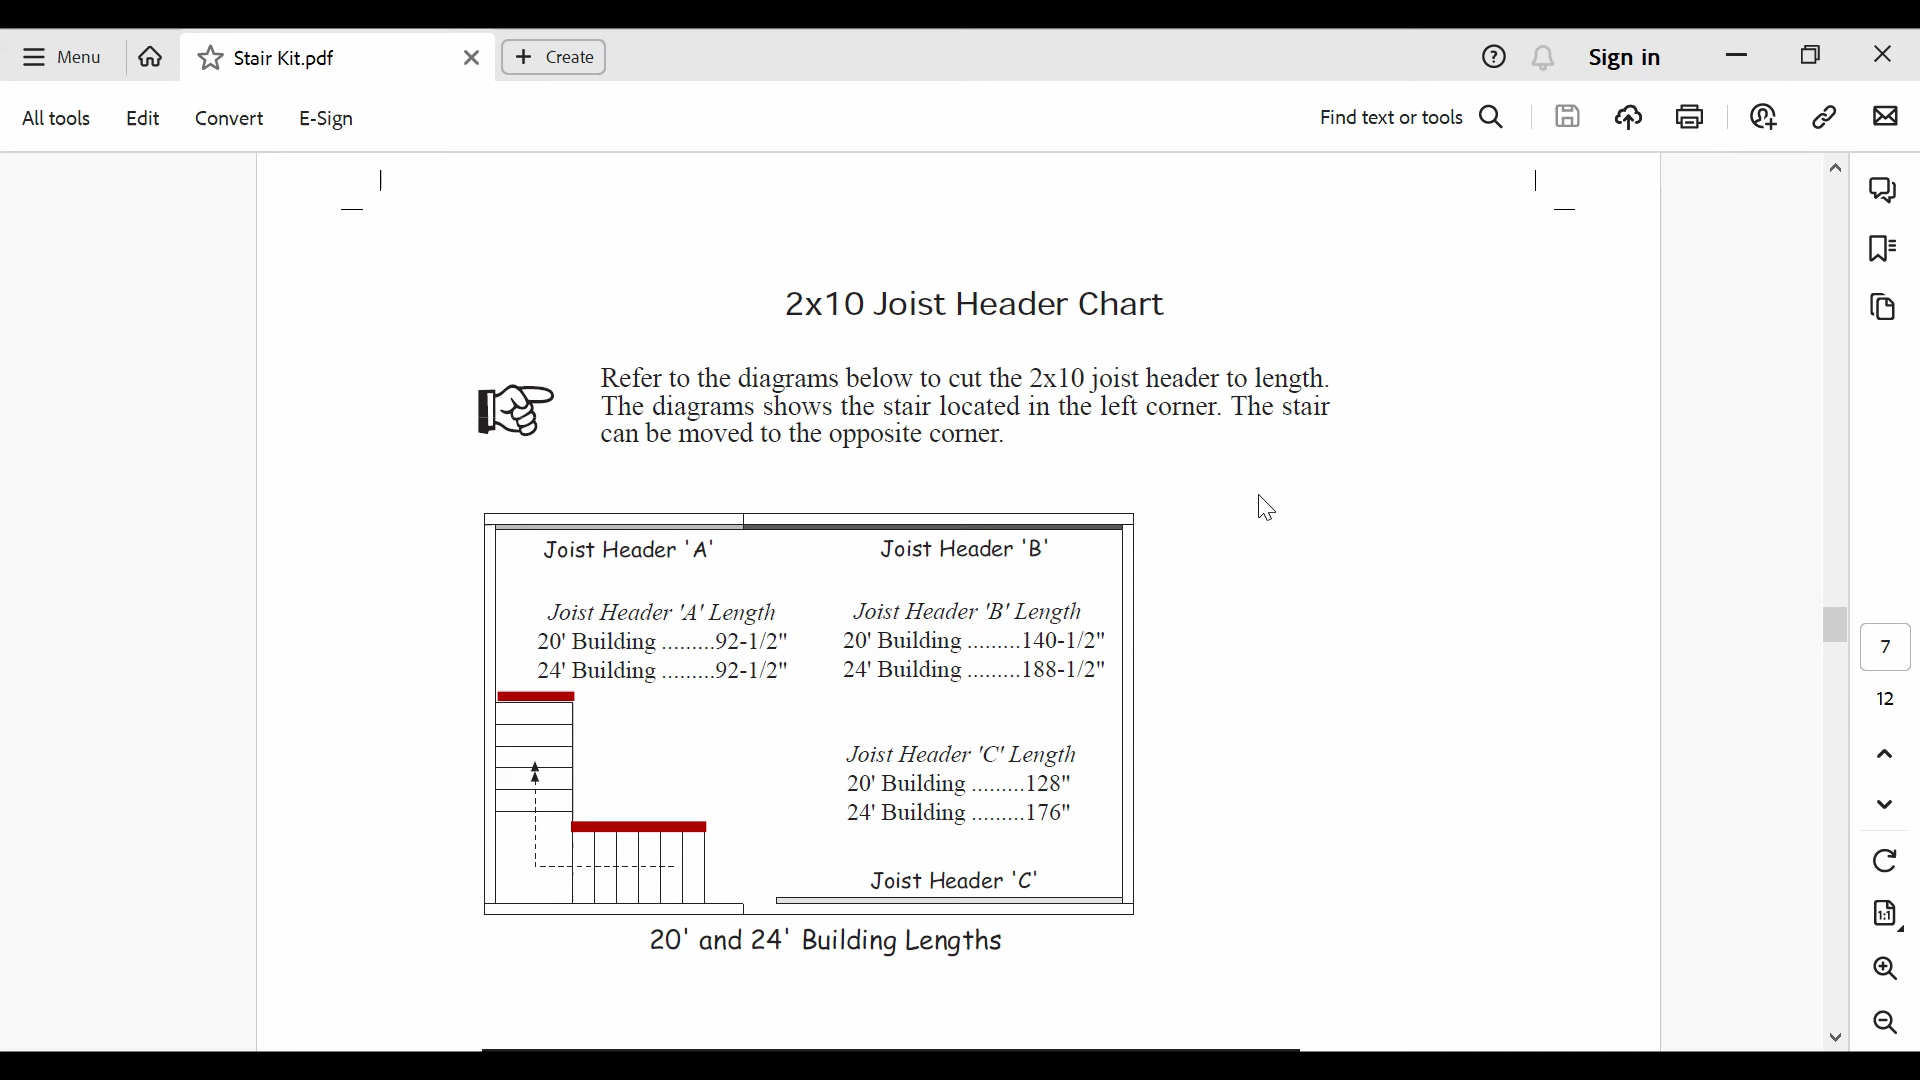 Menu
Stair Kit.pdf
Create
Sign in
All tools
Edit
Convert
E-Sign
Find text or tools
2x10 Joist Header Chart
Refer to the diagrams below to cut the 2x10 joist header to length.
The diagrams shows the stair located in the left corner. The stair
can be moved to the opposite corner.
Joist Header 'A'
Joist Header 'B'
Joist Header 'A' Length
20' Building .........92-1/2"
24' Building .........92-1/2"
Joist Header 'B' Length
20' Building .........140-1/2"
24' Building .........188-1/2"
Joist Header 'C' Length
20' Building .........128"
24' Building .........176"
Joist Header 'C'
20' and 24' Building Lengths
7
12
1:1